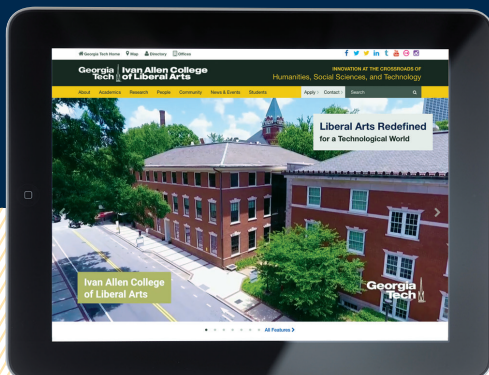 Georgia Tech Home Map Directory Offices
Georgia Tech
Ivan Allen College of Liberal Arts
INNOVATION AT THE CROSSROADS OF
Humanities, Social Sciences, and Technology
About Academics Research People Community News & Events Students Apply Contact Search
Liberal Arts Redefined
for a Technological World
Ivan Allen College
of Liberal Arts
Georgia
Tech
All Features